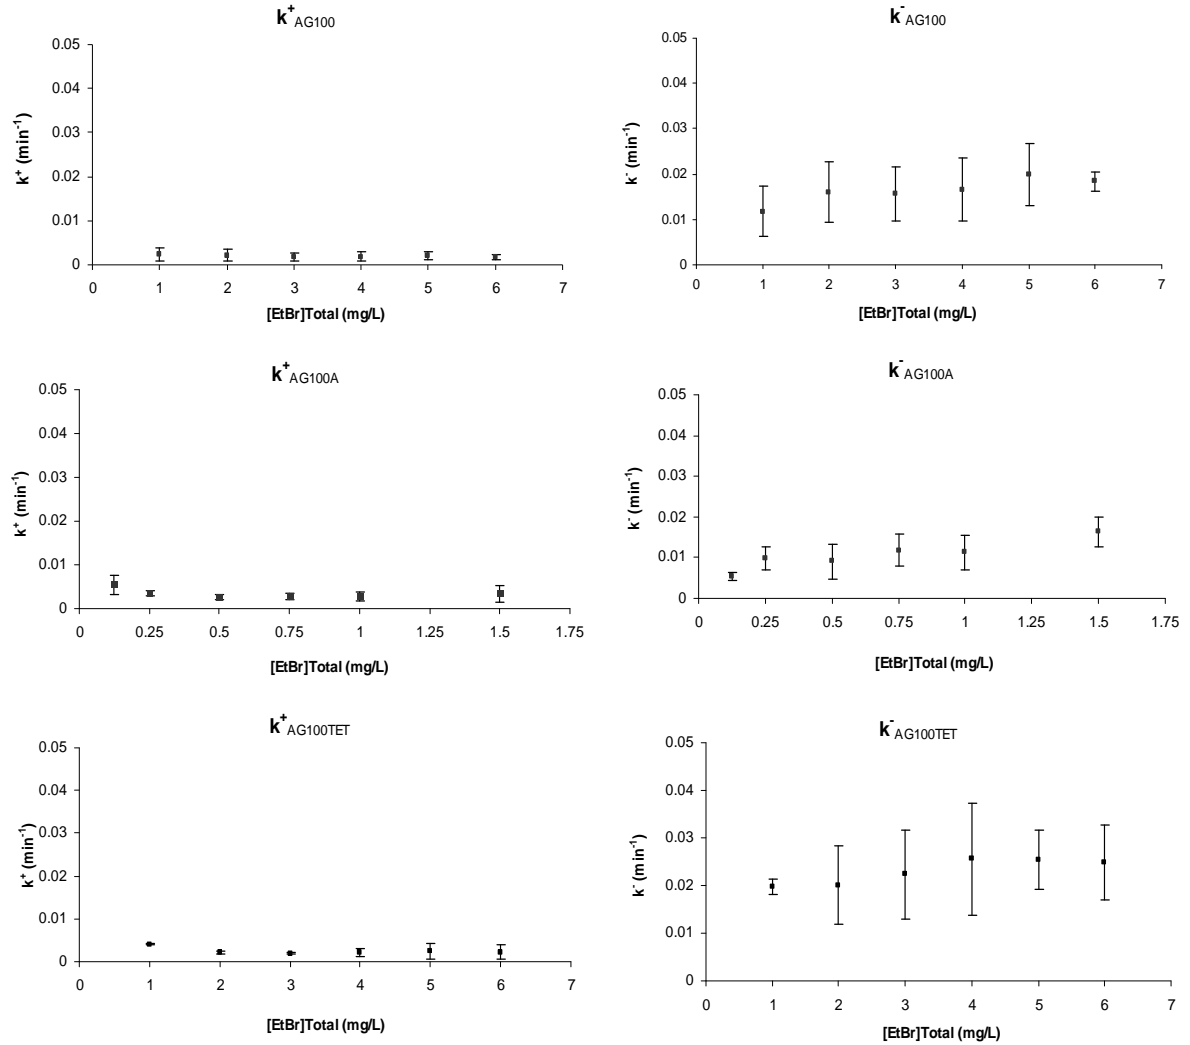 k+AG100
0.05
0.04
0.03
0.02
0.01
0
k+ (min-1)
0 1 2 3 4 5 6 7
[EtBr]Total (mg/L)
k-AG100
0.05
0.04
0.03
0.02
0.01
0
k- (min-1)
0 1 2 3 4 5 6 7
[EtBr]Total (mg/L)
k+AG100A
0.05
0.04
0.03
0.02
0.01
0
k+ (min-1)
0 0.25 0.5 0.75 1 1.25 1.5 1.75
[EtBr]Total (mg/L)
k-AG100A
0.05
0.04
0.03
0.02
0.01
0
k- (min-1)
0 0.25 0.5 0.75 1 1.25 1.5 1.75
[EtBr]Total (mg/L)
k+AG100TET
0.05
0.04
0.03
0.02
0.01
0
k+ (min-1)
0 1 2 3 4 5 6 7
[EtBr]Total (mg/L)
k-AG100TET
0.05
0.04
0.03
0.02
0.01
0
k- (min-1)
0 1 2 3 4 5 6 7
[EtBr]Total (mg/L)